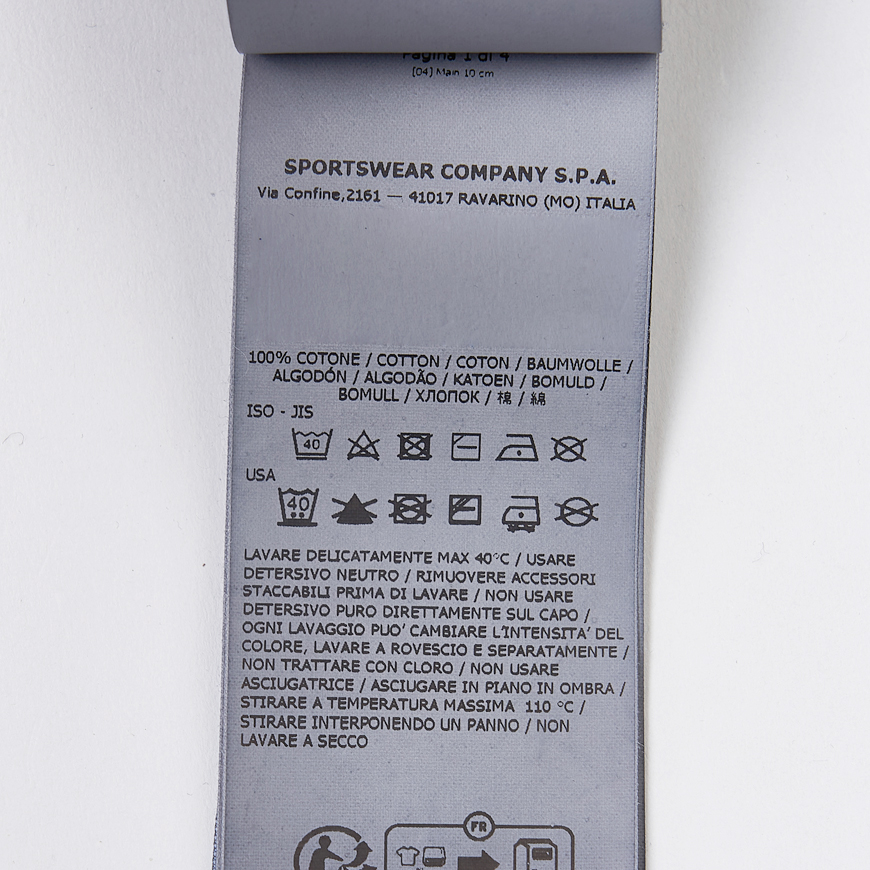 Pagina 1 di 4
[04] Main 10 cm
SPORTSWEAR COMPANY S.P.A.
Via Confine,2161 — 41017 RAVARINO (MO) ITALIA
100% COTONE / COTTON / COTON / BAUMWOLLE /
ALGODÓN / ALGODÃO / KATOEN / BOMULD /
BOMULL / ХЛОПОК / 棉 / 綿
ISO - JIS
40
USA
40
LAVARE DELICATAMENTE MAX 40°C / USARE
DETERSIVO NEUTRO / RIMUOVERE ACCESSORI
STACCABILI PRIMA DI LAVARE / NON USARE
DETERSIVO PURO DIRETTAMENTE SUL CAPO /
OGNI LAVAGGIO PUO' CAMBIARE L'INTENSITA' DEL
COLORE, LAVARE A ROVESCIO E SEPARATAMENTE /
NON TRATTARE CON CLORO / NON USARE
ASCIUGATRICE / ASCIUGARE IN PIANO IN OMBRA /
STIRARE A TEMPERATURA MASSIMA 110 °C /
STIRARE INTERPONENDO UN PANNO / NON
LAVARE A SECCO
FR